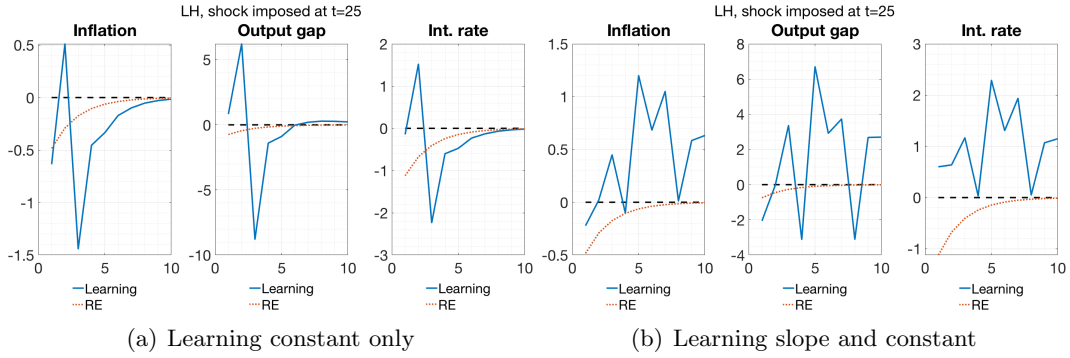 LH, shock imposed at t=25
Inflation
0.5
0
-0.5
-1
-1.5
0 5 10
Learning
RE
Output gap
5
0
-5
-10
0 5 10
Learning
RE
Int. rate
2
1
0
-1
-2
-3
0 5 10
Learning
RE
(a) Learning constant only
LH, shock imposed at t=25
Inflation
1.5
1
0.5
0
-0.5
0 5 10
Learning
RE
Output gap
8
6
4
2
0
-2
-4
0 5 10
Learning
RE
Int. rate
3
2
1
0
-1
0 5 10
Learning
RE
(b) Learning slope and constant